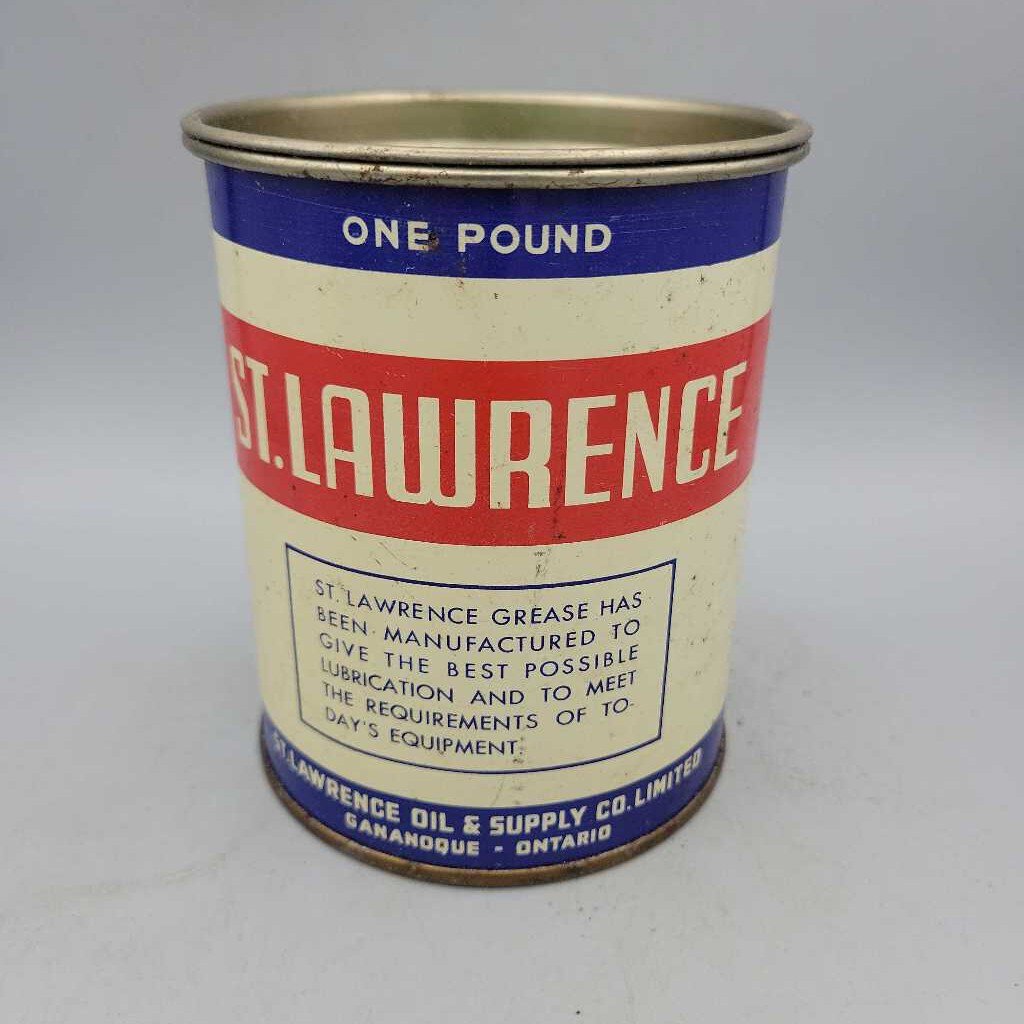 ONE POUND
ST. LAWRENCE
ST. LAWRENCE GREASE HAS
BEEN MANUFACTURED TO
GIVE THE BEST POSSIBLE
LUBRICATION AND TO MEET
THE REQUIREMENTS OF TO-
DAY'S EQUIPMENT.
ST. LAWRENCE OIL & SUPPLY CO. LIMITED
GANANOQUE - ONTARIO